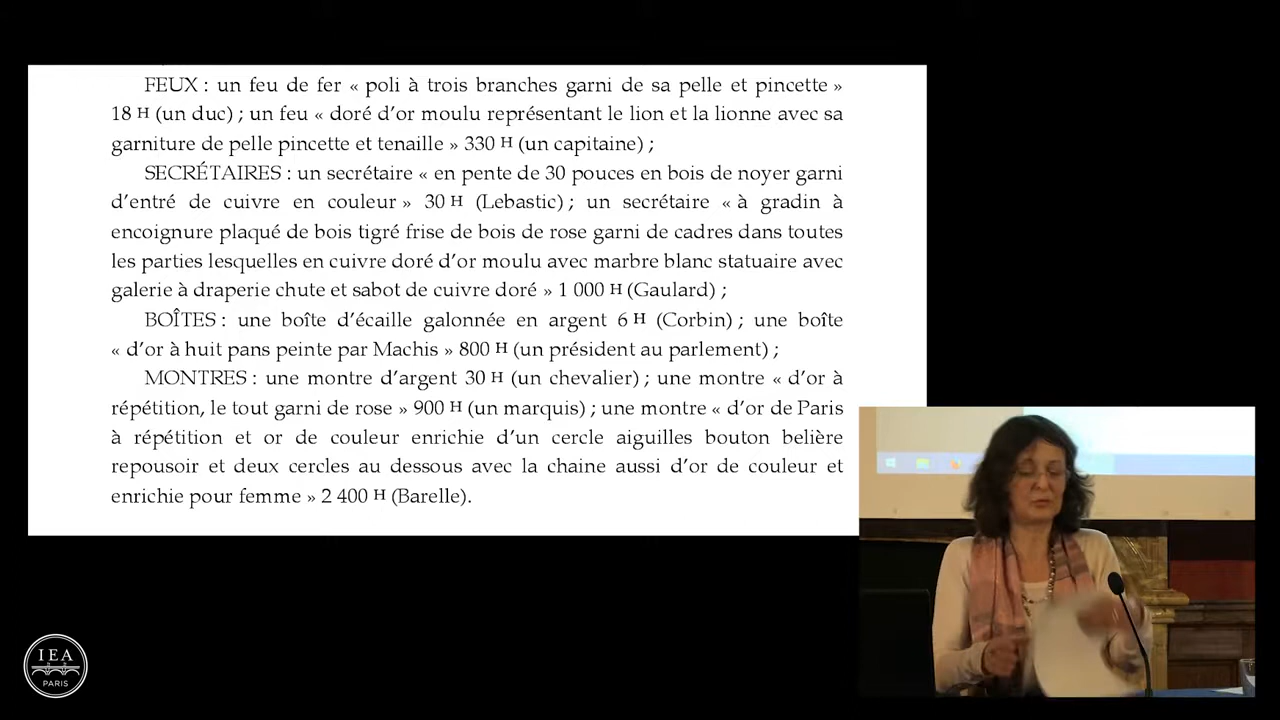 FEUX : un feu de fer « poli à trois branches garni de sa pelle et pincette »
18 H (un duc) ; un feu « doré d’or moulu représentant le lion et la lionne avec sa
garniture de pelle pincette et tenaille » 330 H (un capitaine) ;
SECRÉTAIRES : un secrétaire « en pente de 30 pouces en bois de noyer garni
d’entré de cuivre en couleur » 30 H (Lebastic) ; un secrétaire « à gradin à
encoignure plaqué de bois tigré frise de bois de rose garni de cadres dans toutes
les parties lesquelles en cuivre doré d’or moulu avec marbre blanc statuaire avec
galerie à draperie chute et sabot de cuivre doré » 1 000 H (Gaulard) ;
BOÎTES : une boîte d’écaille galonnée en argent 6 H (Corbin) ; une boîte
« d’or à huit pans peinte par Machis » 800 H (un président au parlement) ;
MONTRES : une montre d’argent 30 H (un chevalier) ; une montre « d’or à
répétition, le tout garni de rose » 900 H (un marquis) ; une montre « d’or de Paris
à répétition et or de couleur enrichie d’un cercle aiguilles bouton belière
repousoir et deux cercles au dessous avec la chaine aussi d’or de couleur et
enrichie pour femme » 2 400 H (Barelle).
IEA
PARIS